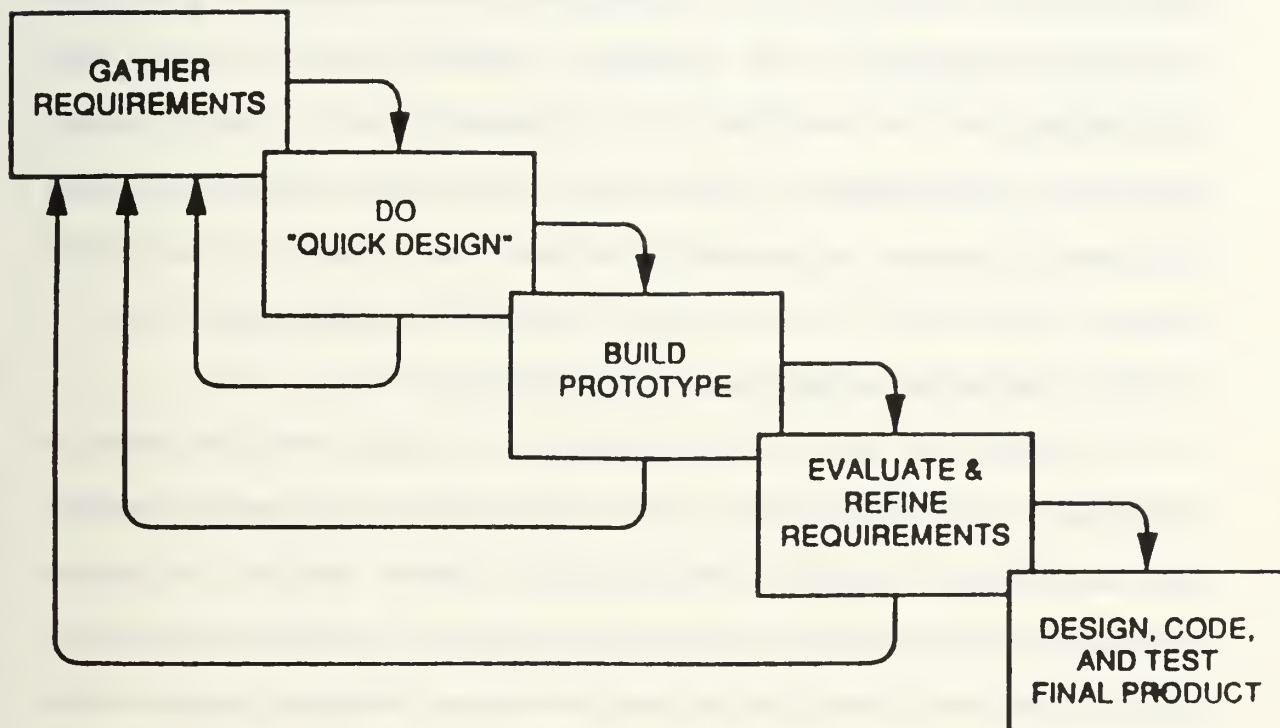 GATHER
REQUIREMENTS
DO
"QUICK DESIGN"
BUILD
PROTOTYPE
EVALUATE &
REFINE
REQUIREMENTS
DESIGN, CODE,
AND TEST
FINAL PRODUCT